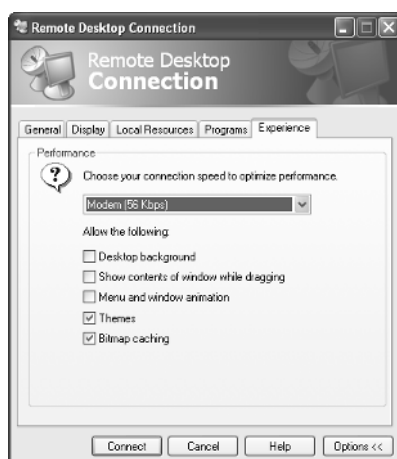 Remote Desktop Connection
Remote Desktop
Connection
General Display Local Resources Programs Experience
Performance
Choose your connection speed to optimize performance.
Modem (56 Kbps)
Allow the following:
Desktop background
Show contents of window while dragging
Menu and window animation
Themes
Bitmap caching
Connect Cancel Help Options <<